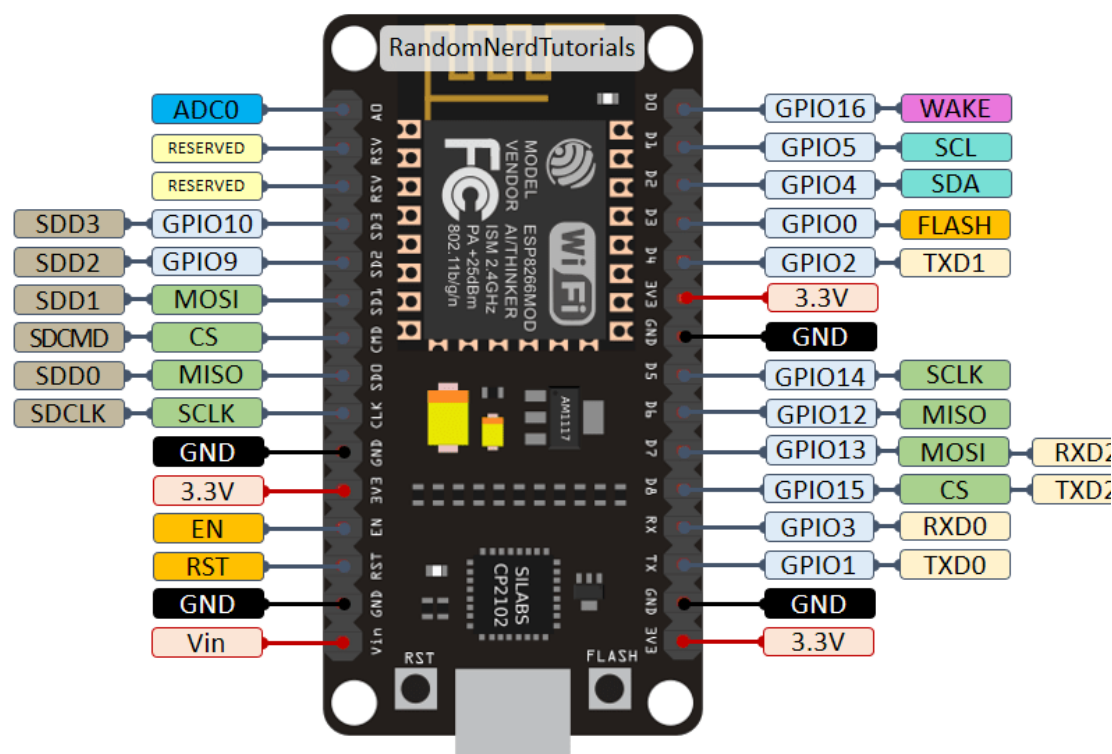 RandomNerdTutorials
ADC0
RESERVED
RESERVED
SDD3 GPIO10
SDD2 GPIO9
SDD1 MOSI
SDCMD CS
SDD0 MISO
SDCLK SCLK
GND
3.3V
EN
RST
GND
Vin
A0
RSV
RSV
SD3
SD2
SD1
CMD
SD0
CLK
GND
3V3
EN
RST
GND
Vin
MODEL
VENDOR
ESP8266MOD
AI/THINKER
ISM 2.4GHz
PA +25dBm
802.11b/g/n
FC
Wi Fi
AM1117
SILABS
CP2102
RST
FLASH
D0
D1
D2
D3
D4
3V3
GND
D5
D6
D7
D8
RX
TX
GND
3V3
GPIO16 WAKE
GPIO5 SCL
GPIO4 SDA
GPIO0 FLASH
GPIO2 TXD1
3.3V
GND
GPIO14 SCLK
GPIO12 MISO
GPIO13 MOSI RXD2
GPIO15 CS TXD2
GPIO3 RXD0
GPIO1 TXD0
GND
3.3V